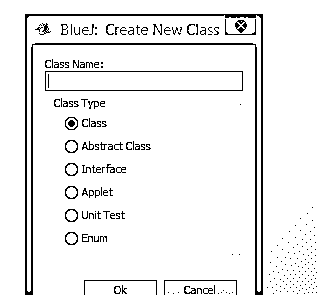 BlueJ: Create New Class
Class Name:
Class Type
Class
Abstract Class
Interface
Applet
Unit Test
Enum
Ok Cancel